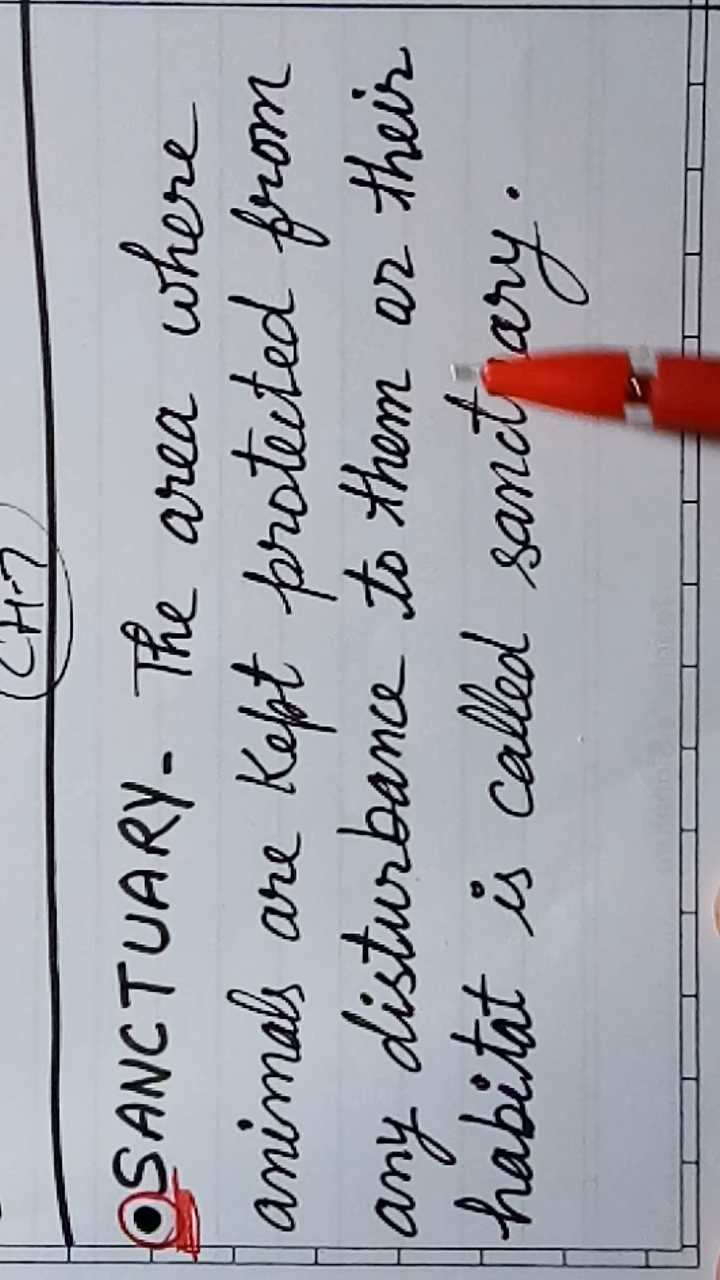 CH-7
SANCTUARY- The area where
animals are kept protected from
any disturbance to them or their
habitat is called sanctuary.